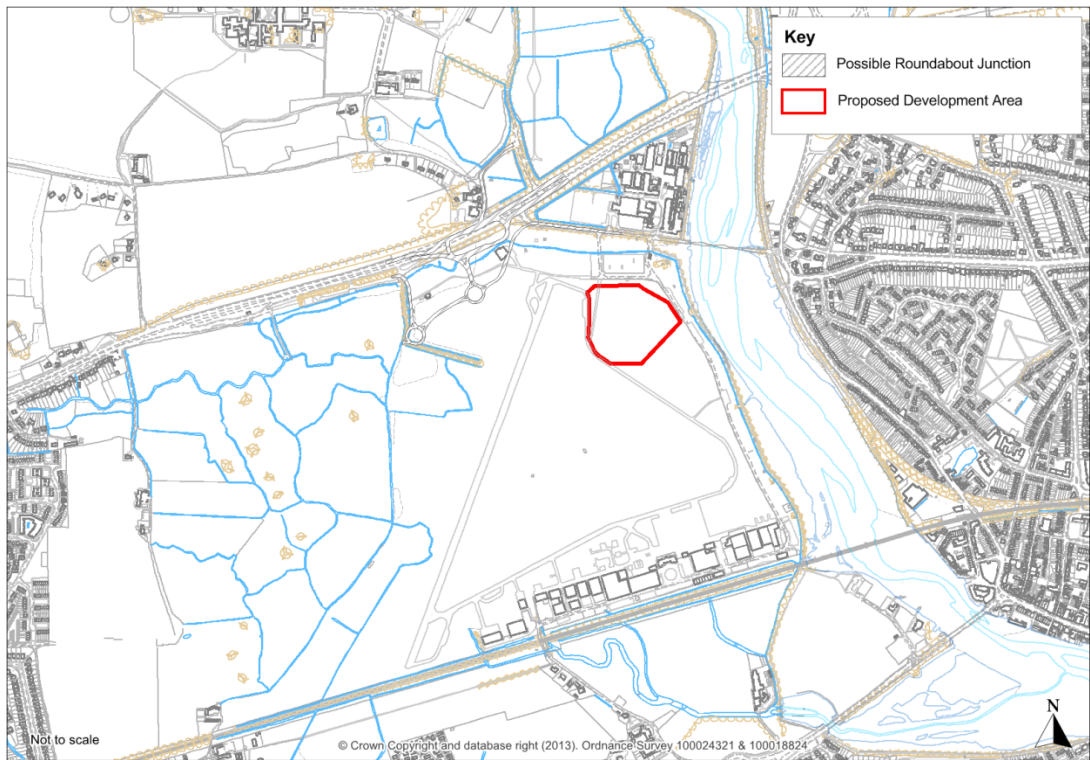 Key
Possible Roundabout Junction
Proposed Development Area
N
Not to scale
© Crown Copyright and database right (2013). Ordnance Survey 100024321 & 100018824